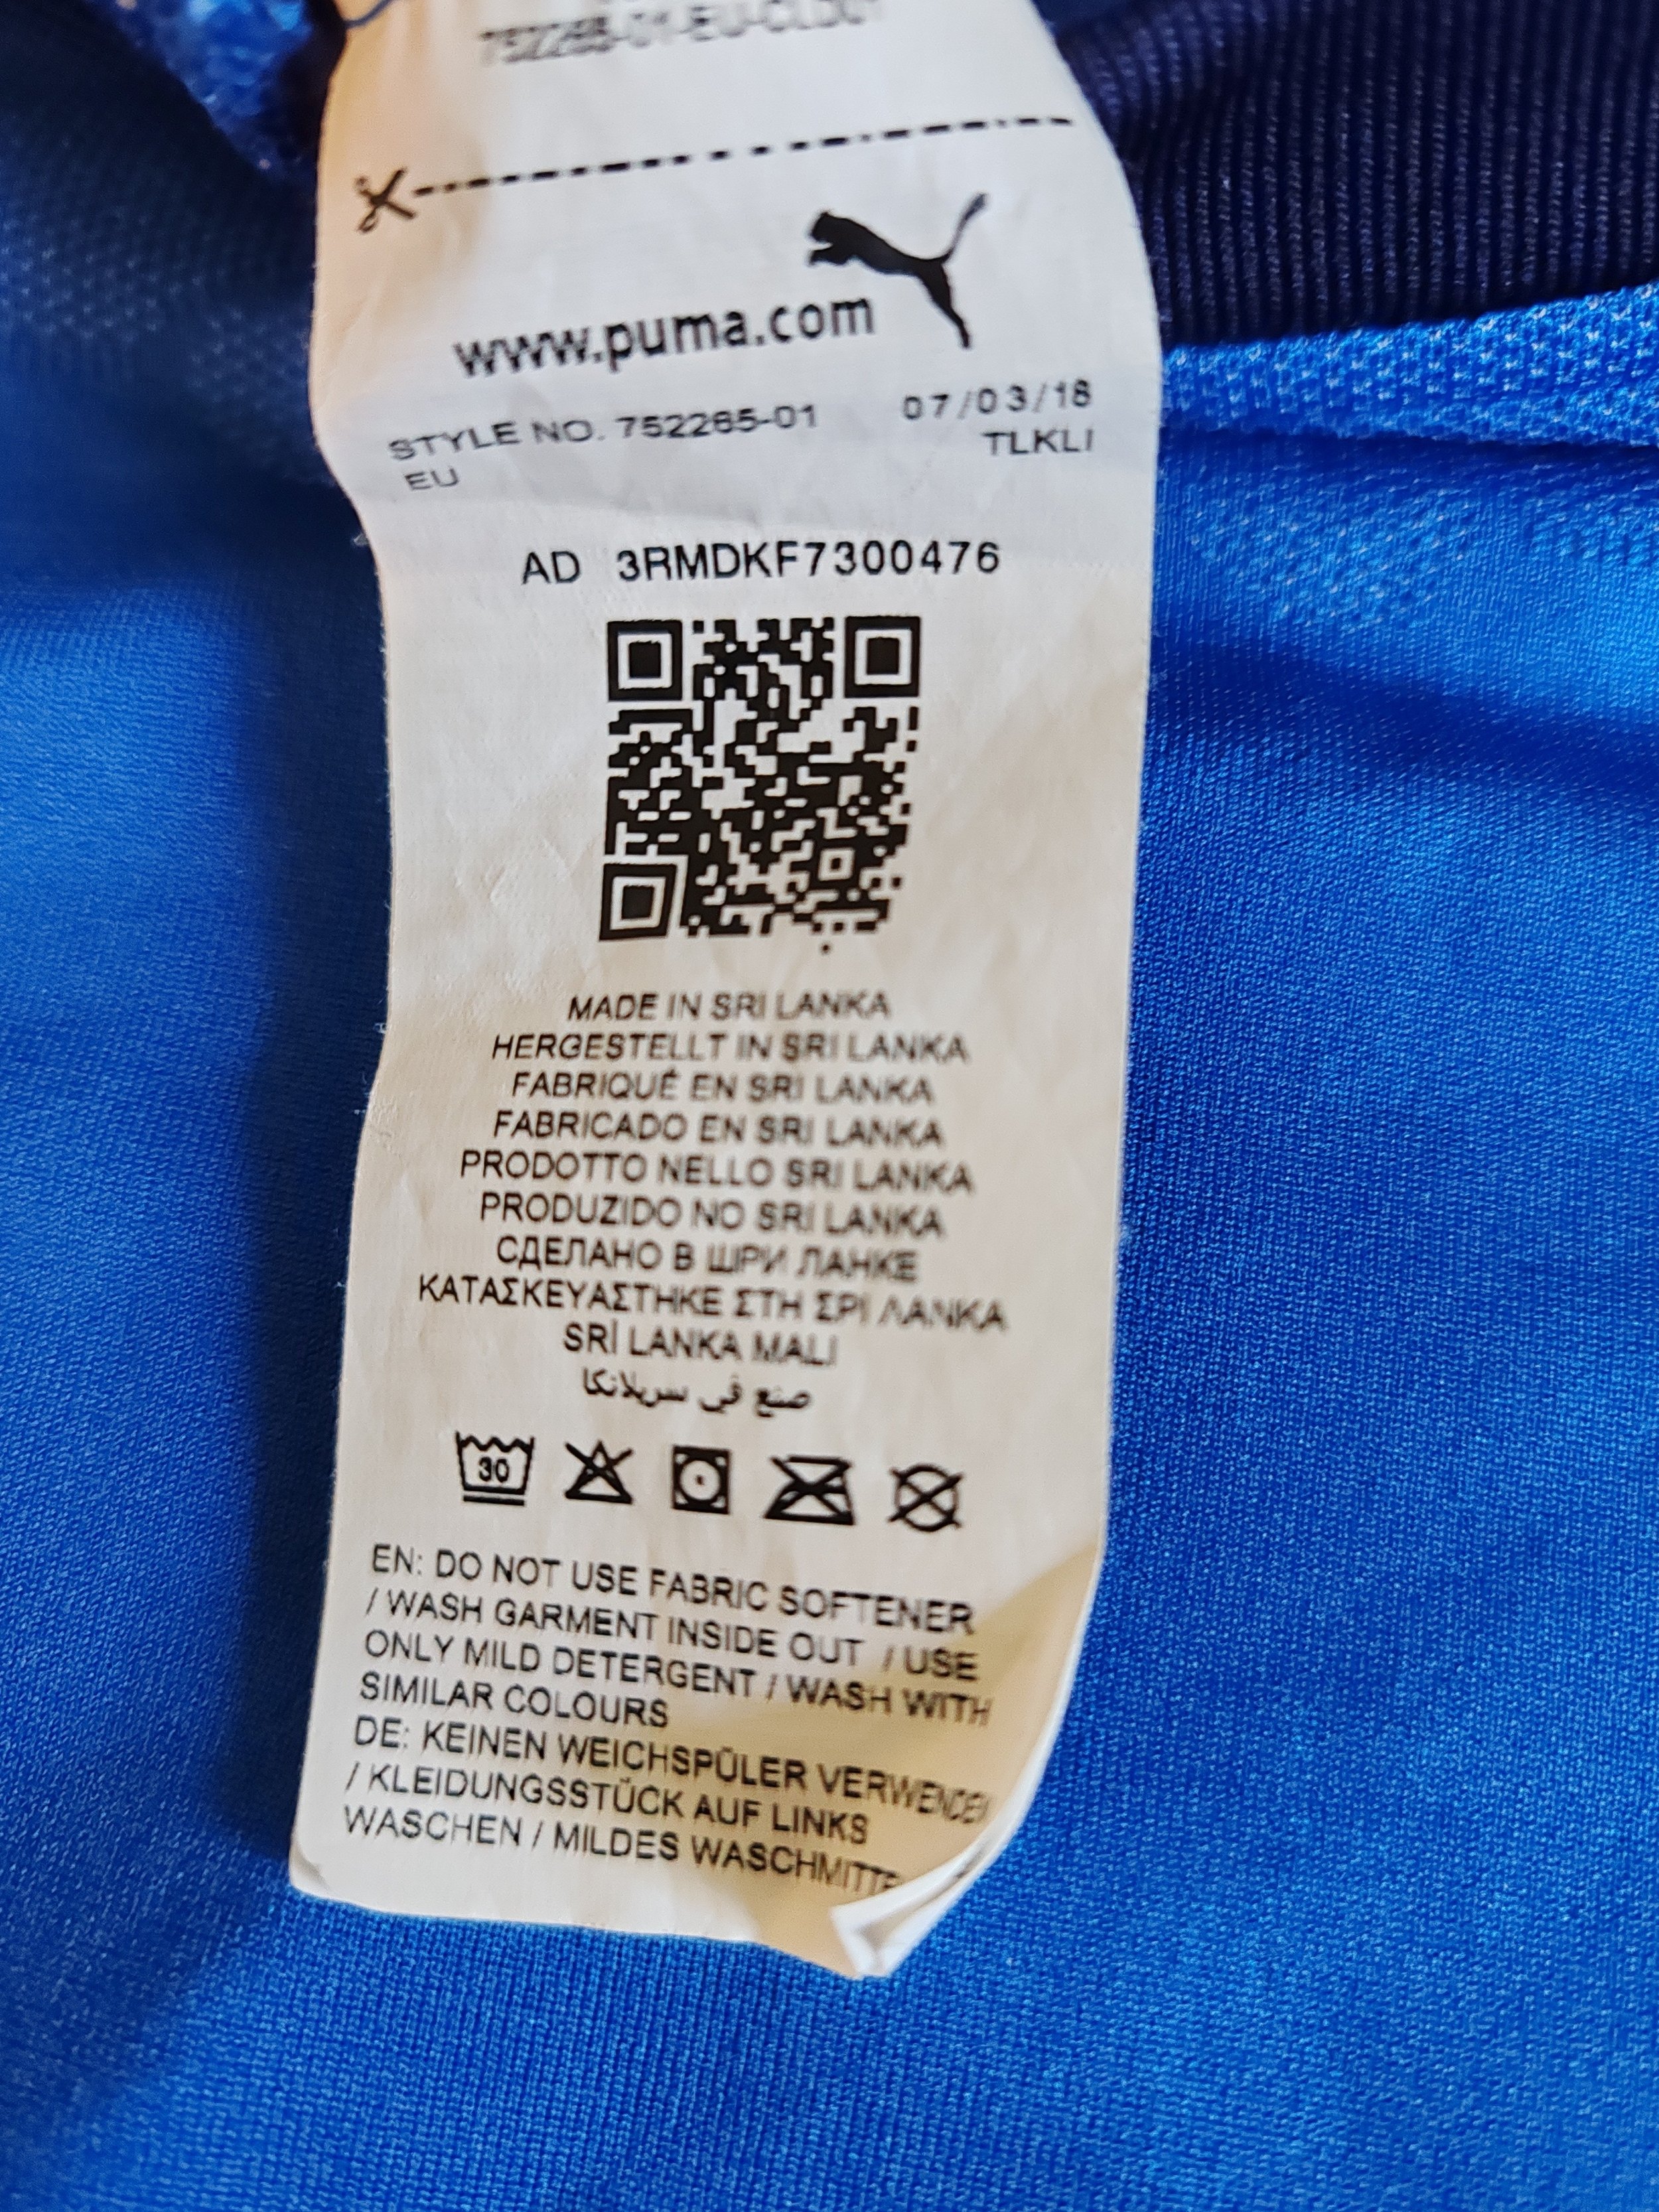 www.puma.com
STYLE NO. 752265-01 07/03/18
EU TLKLI
AD 3RMDKF7300476
MADE IN SRI LANKA
HERGESTELLT IN SRI LANKA
FABRIQUÉ EN SRI LANKA
FABRICADO EN SRI LANKA
PRODOTTO NELLO SRI LANKA
PRODUZIDO NO SRI LANKA
СДЕЛАНО В ШРИ ЛАНКЕ
ΚΑΤΑΣΚΕΥΑΣΤΗΚΕ ΣΤΗ ΣΡΙ ΛΑΝΚΑ
SRİ LANKA MALI
صنع في سريلانكا
30
EN: DO NOT USE FABRIC SOFTENER
/ WASH GARMENT INSIDE OUT / USE
ONLY MILD DETERGENT / WASH WITH
SIMILAR COLOURS
DE: KEINEN WEICHSPÜLER VERWENDEN
/ KLEIDUNGSSTÜCK AUF LINKS
WASCHEN / MILDES WASCHMITTE